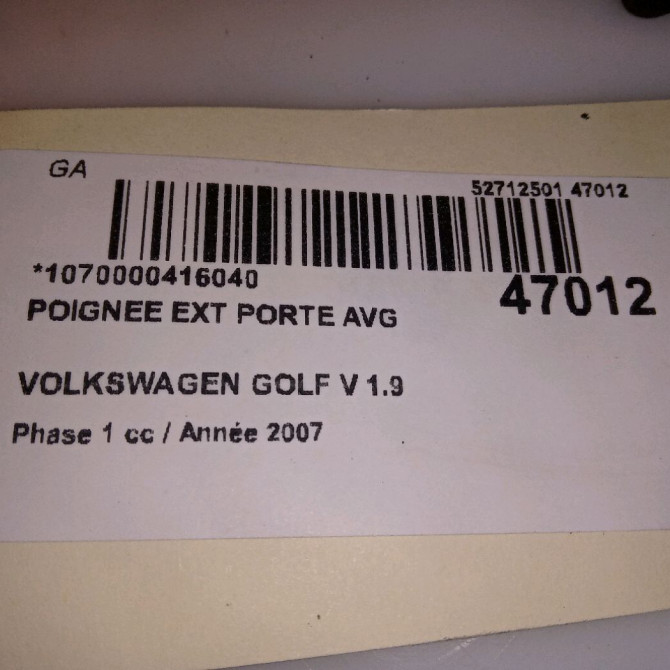 GA
52712501 47012
*1070000416040
47012
POIGNEE EXT PORTE AVG
VOLKSWAGEN GOLF V 1.9
Phase 1 cc / Année 2007